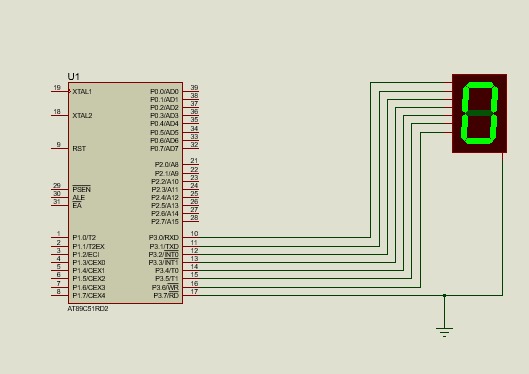 U1
19 XTAL1 P0.0/AD0 39
P0.1/AD1 38
P0.2/AD2 37
18 XTAL2 P0.3/AD3 36
P0.4/AD4 35
P0.5/AD5 34
P0.6/AD6 33
9 RST P0.7/AD7 32
P2.0/A8 21
P2.1/A9 22
P2.2/A10 23
29 PSEN P2.3/A11 24
30 ALE P2.4/A12 25
31 EA P2.5/A13 26
P2.6/A14 27
P2.7/A15 28
1 P1.0/T2 P3.0/RXD 10
2 P1.1/T2EX P3.1/TXD 11
3 P1.2/ECI P3.2/INT0 12
4 P1.3/CEX0 P3.3/INT1 13
5 P1.4/CEX1 P3.4/T0 14
6 P1.5/CEX2 P3.5/T1 15
7 P1.6/CEX3 P3.6/WR 16
8 P1.7/CEX4 P3.7/RD 17
AT89C51RD2
0